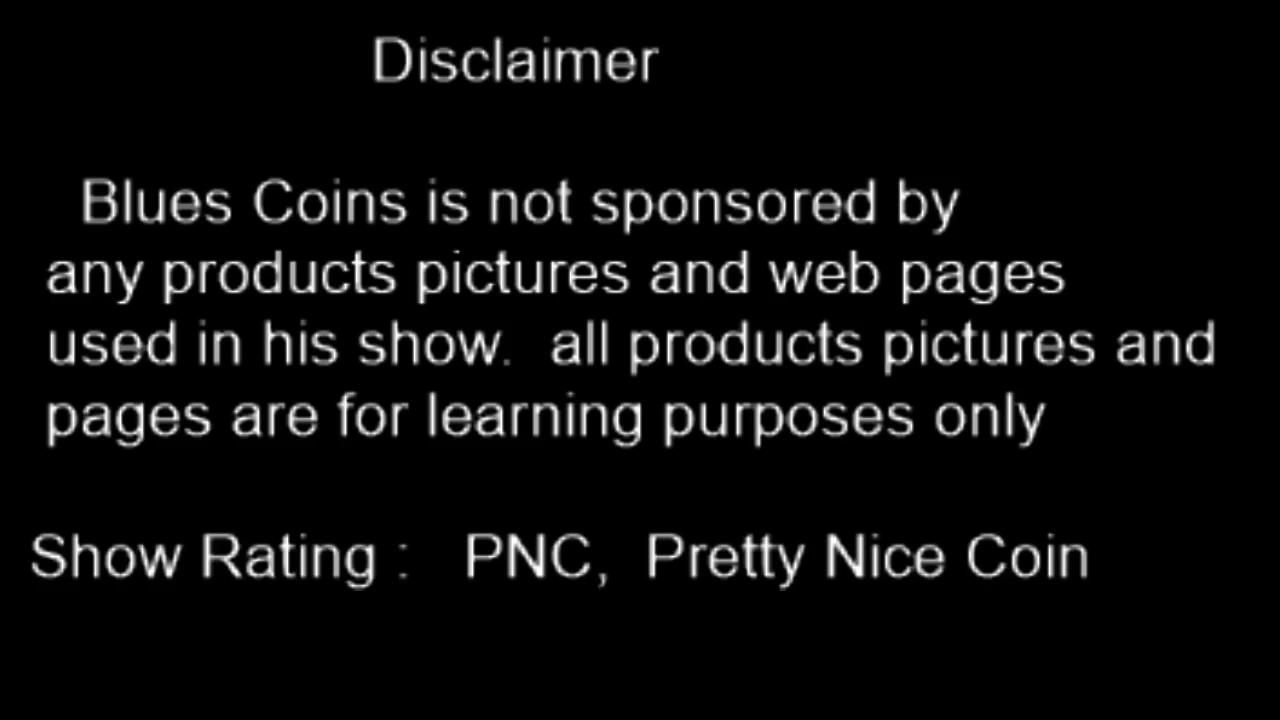 Disclaimer
Blues Coins is not sponsored by
any products pictures and web pages
used in his show.  all products pictures and
pages are for learning purposes only
Show Rating :   PNC,  Pretty Nice Coin